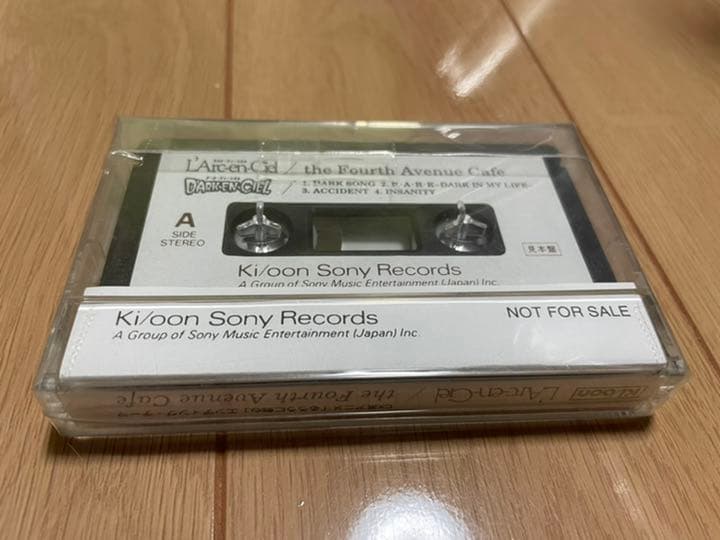 L'Arc-en-Ciel / the Fourth Avenue Cafe
DARK-EN-CIEL / 1. DARK SONG 2. F·A·R·E-DARK IN MY LIFE-
3. ACCIDENT 4. INSANITY
A
SIDE
STEREO
見本盤
Ki/oon Sony Records
A Group of Sony Music Entertainment (Japan) Inc.
Ki/oon Sony Records
NOT FOR SALE
A Group of Sony Music Entertainment (Japan) Inc.
Ki/oon L'Arc-en-Ciel / the Fourth Avenue Cafe